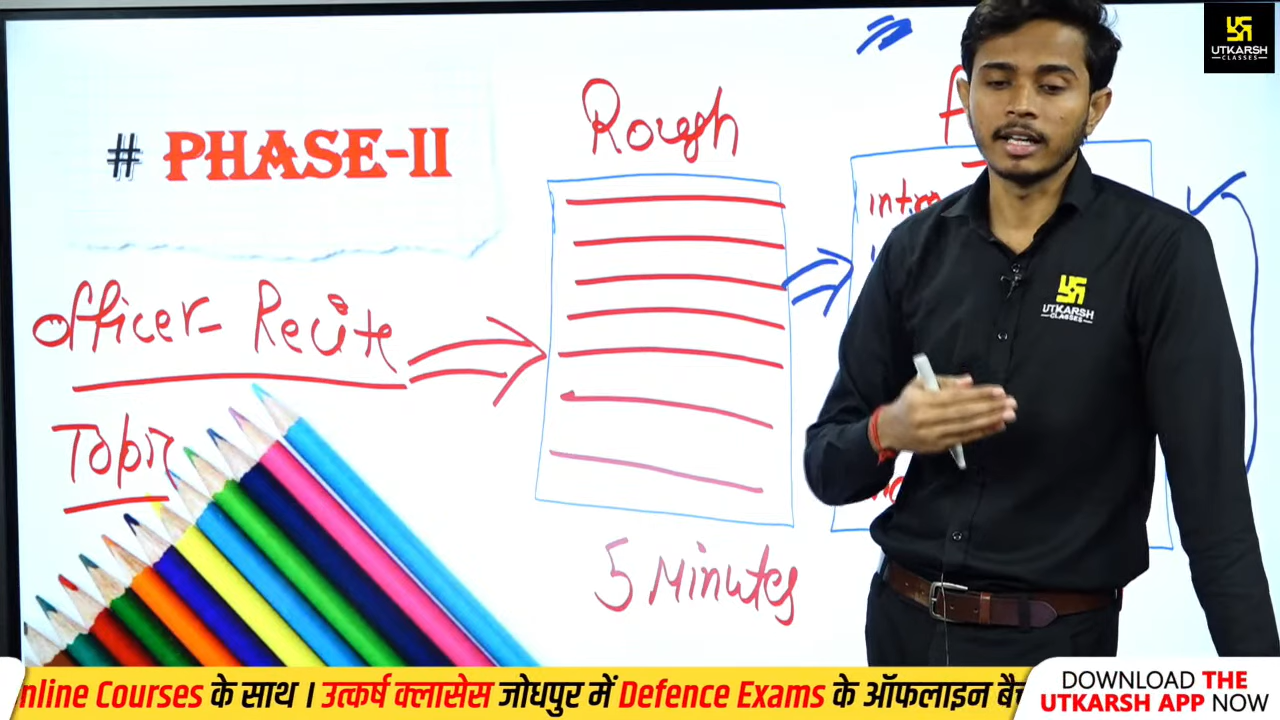 UTKARSH
CLASSES
# PHASE-II
Rough
officer- Recite
Topic
5 Minutes
UTKARSH
CLASSES
nline Courses के साथ । उत्कर्ष क्लासेस जोधपुर में Defence Exams के ऑफलाइन बैच
DOWNLOAD THE
UTKARSH APP NOW